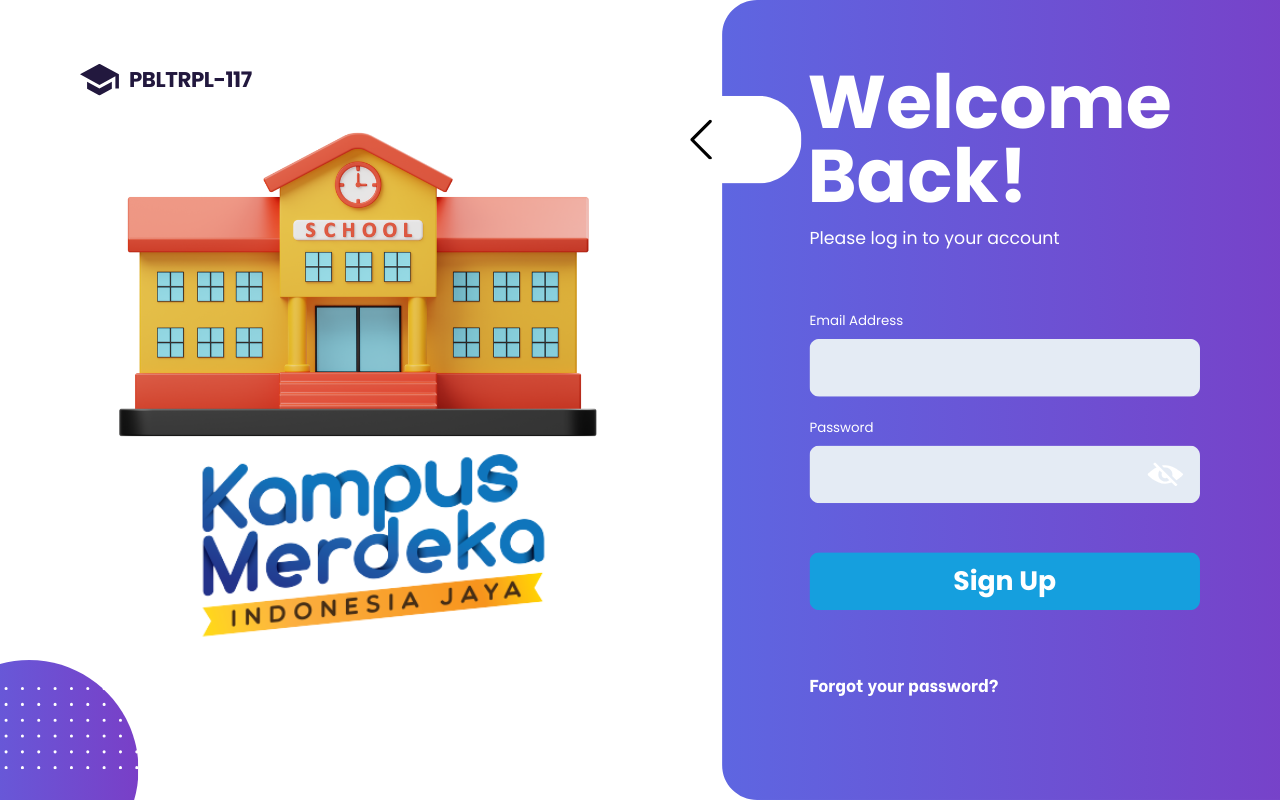 PBLTRPL-117
SCHOOL
Kampus
Merdeka
INDONESIA JAYA
Welcome
Back!
Please log in to your account
Email Address
Password
Sign Up
Forgot your password?